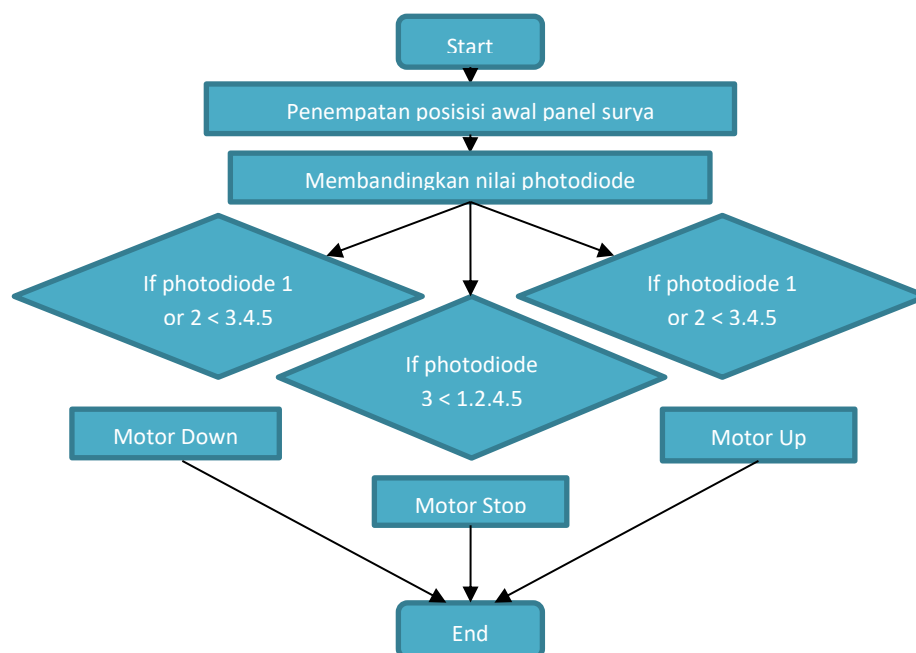 Start
Penempatan posisisi awal panel surya
Membandingkan nilai photodiode
If photodiode 1
or 2 < 3.4.5
If photodiode
3 < 1.2.4.5
If photodiode 1
or 2 < 3.4.5
Motor Down
Motor Stop
Motor Up
End